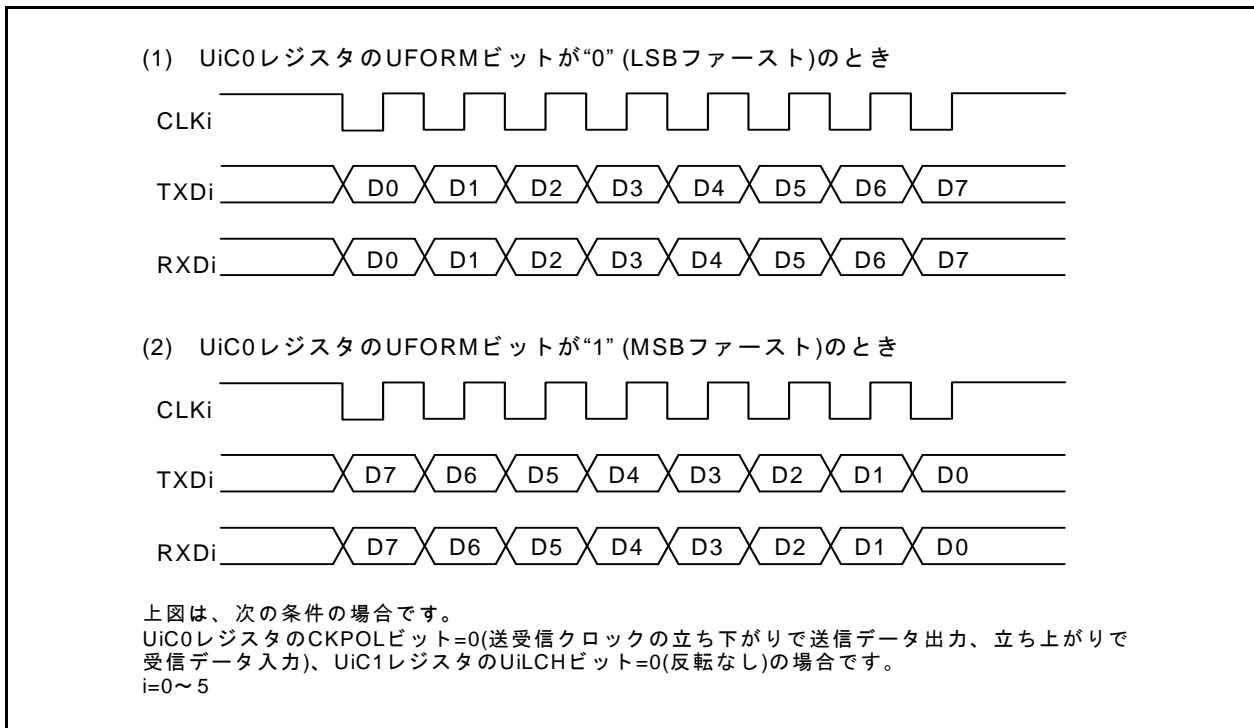 (1) UiC0レジスタのUFORMビットが“0” (LSBファースト)のとき
CLKi
TXDi D0 D1 D2 D3 D4 D5 D6 D7
RXDi D0 D1 D2 D3 D4 D5 D6 D7
(2) UiC0レジスタのUFORMビットが“1” (MSBファースト)のとき
CLKi
TXDi D7 D6 D5 D4 D3 D2 D1 D0
RXDi D7 D6 D5 D4 D3 D2 D1 D0
上図は、次の条件の場合です。
UiC0レジスタのCKPOLビット=0(送受信クロックの立ち下がりで送信データ出力、立ち上がりで
受信データ入力)、UiC1レジスタのUiLCHビット=0(反転なし)の場合です。
i=0～5